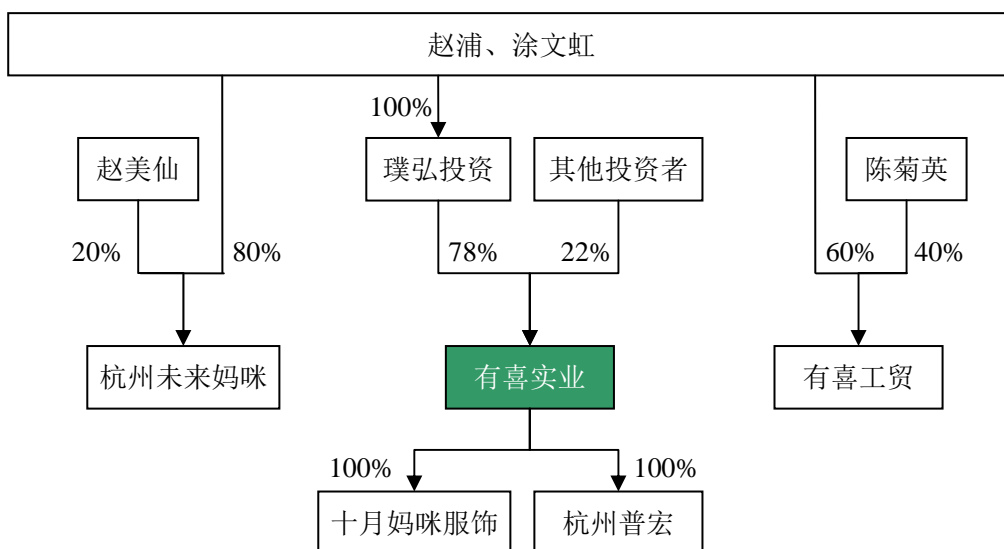 赵浦、涂文虹
100%
赵美仙
璞弘投资
其他投资者
陈菊英
20%
80%
78%
22%
60%
40%
杭州未来妈咪
有喜实业
有喜工贸
100%
100%
十月妈咪服饰
杭州普宏